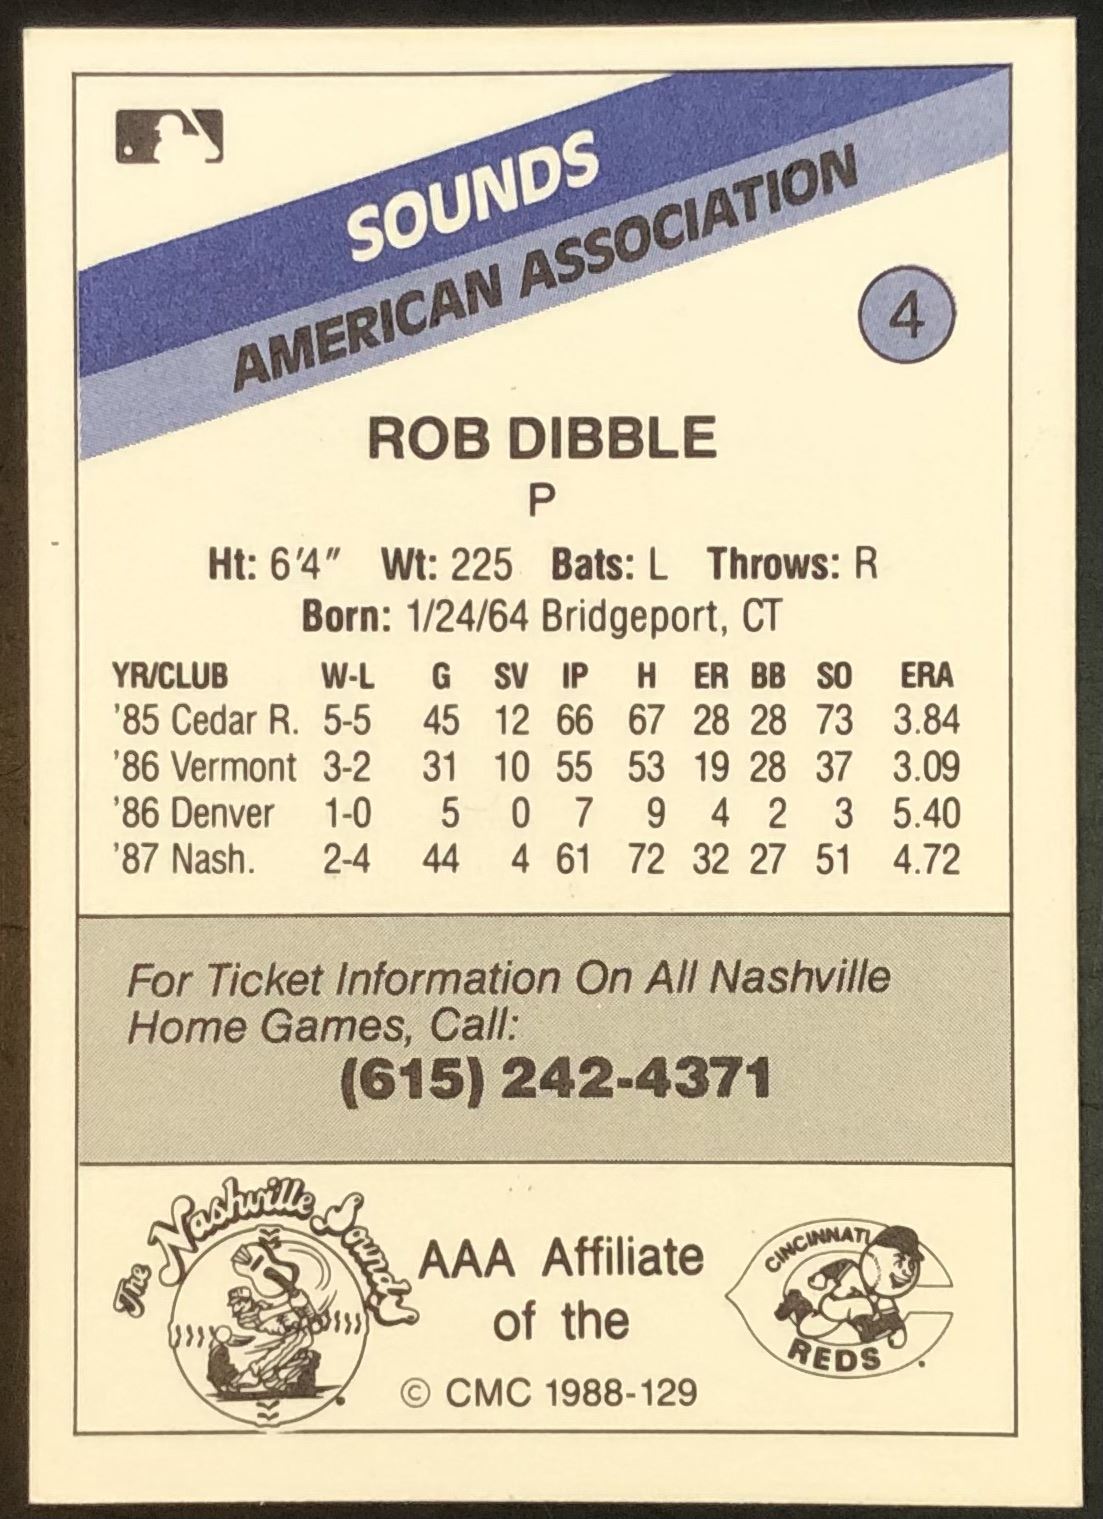 SOUNDS
AMERICAN ASSOCIATION
4
ROB DIBBLE
P
Ht: 6'4" Wt: 225 Bats: L Throws: R
Born: 1/24/64 Bridgeport, CT
YR/CLUB W-L G SV IP H ER BB SO ERA
'85 Cedar R. 5-5 45 12 66 67 28 28 73 3.84
'86 Vermont 3-2 31 10 55 53 19 28 37 3.09
'86 Denver 1-0 5 0 7 9 4 2 3 5.40
'87 Nash. 2-4 44 4 61 72 32 27 51 4.72
For Ticket Information On All Nashville
Home Games, Call:
(615) 242-4371
The Nashville Sounds
AAA Affiliate
of the
© CMC 1988-129
CINCINNATI
REDS